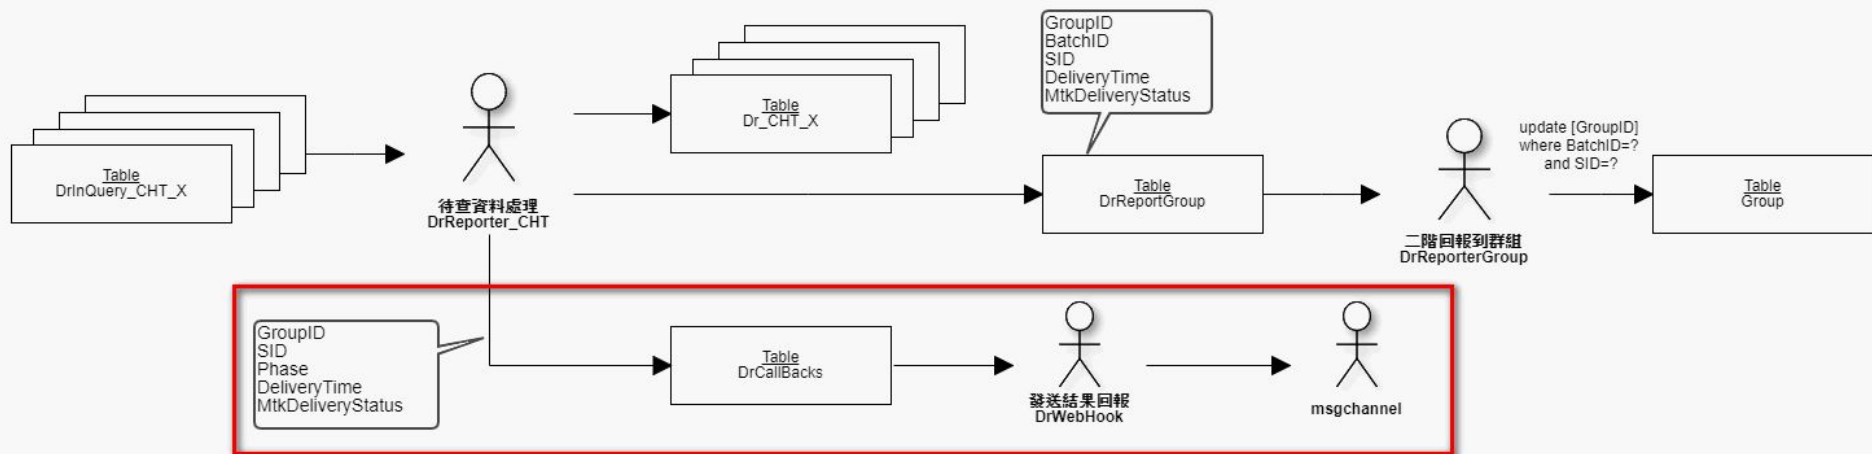 Table
DrInQuery_CHT_X
待查資料處理
DrReporter_CHT
Table
Dr_CHT_X
GroupID
BatchID
SID
DeliveryTime
MtkDeliveryStatus
Table
DrReportGroup
二階回報到群組
DrReporterGroup
update [GroupID]
where BatchID=?
and SID=?
Table
Group
GroupID
SID
Phase
DeliveryTime
MtkDeliveryStatus
Table
DrCallBacks
發送結果回報
DrWebHook
msgchannel